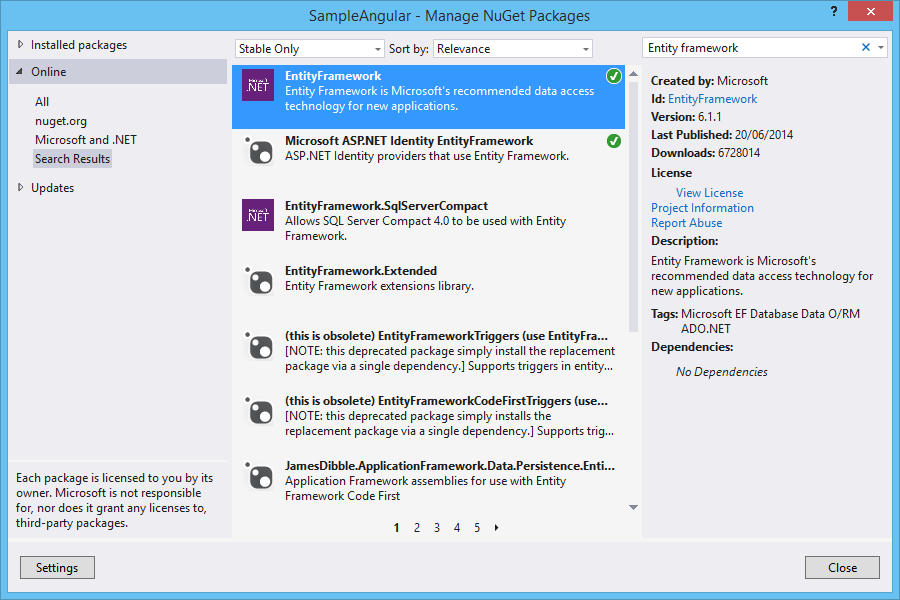 SampleAngular - Manage NuGet Packages
?
Installed packages
Online
All
nuget.org
Microsoft and .NET
Search Results
Updates
Each package is licensed to you by its
owner. Microsoft is not responsible
for, nor does it grant any licenses to,
third-party packages.
Stable Only
Sort by:
Relevance
Microsoft
.NET
EntityFramework
Entity Framework is Microsoft's recommended data access
technology for new applications.
Microsoft ASP.NET Identity EntityFramework
ASP.NET Identity providers that use Entity Framework.
Microsoft
.NET
EntityFramework.SqlServerCompact
Allows SQL Server Compact 4.0 to be used with Entity
Framework.
EntityFramework.Extended
Entity Framework extensions library.
(this is obsolete) EntityFrameworkTriggers (use EntityFra...
[NOTE: this deprecated package simply install the replacement
package via a single dependency.] Supports triggers in entity...
(this is obsolete) EntityFrameworkCodeFirstTriggers (use...
[NOTE: this deprecated package simply installs the
replacement package via a single dependency.] Supports trig...
JamesDibble.ApplicationFramework.Data.Persistence.Enti...
Application Framework assemblies for use with Entity
Framework Code First
1 2 3 4 5
Entity framework
Created by: Microsoft
Id: EntityFramework
Version: 6.1.1
Last Published: 20/06/2014
Downloads: 6728014
License
View License
Project Information
Report Abuse
Description:
Entity Framework is Microsoft's
recommended data access technology for
new applications.
Tags: Microsoft EF Database Data O/RM
ADO.NET
Dependencies:
No Dependencies
Settings
Close